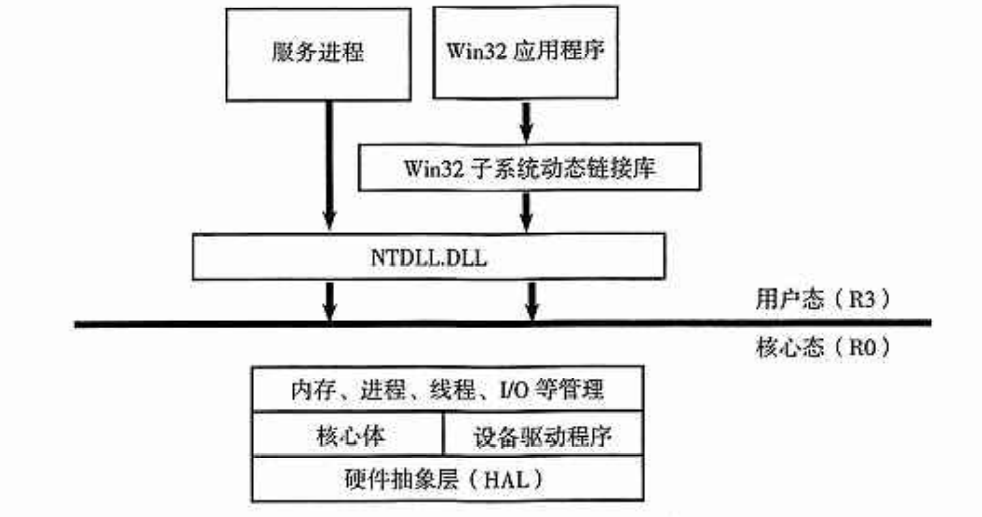 服务进程
Win32 应用程序
Win32 子系统动态链接库
NTDLL.DLL
用户态（R3）
核心态（R0）
内存、进程、线程、I/O 等管理
核心体
设备驱动程序
硬件抽象层（HAL）